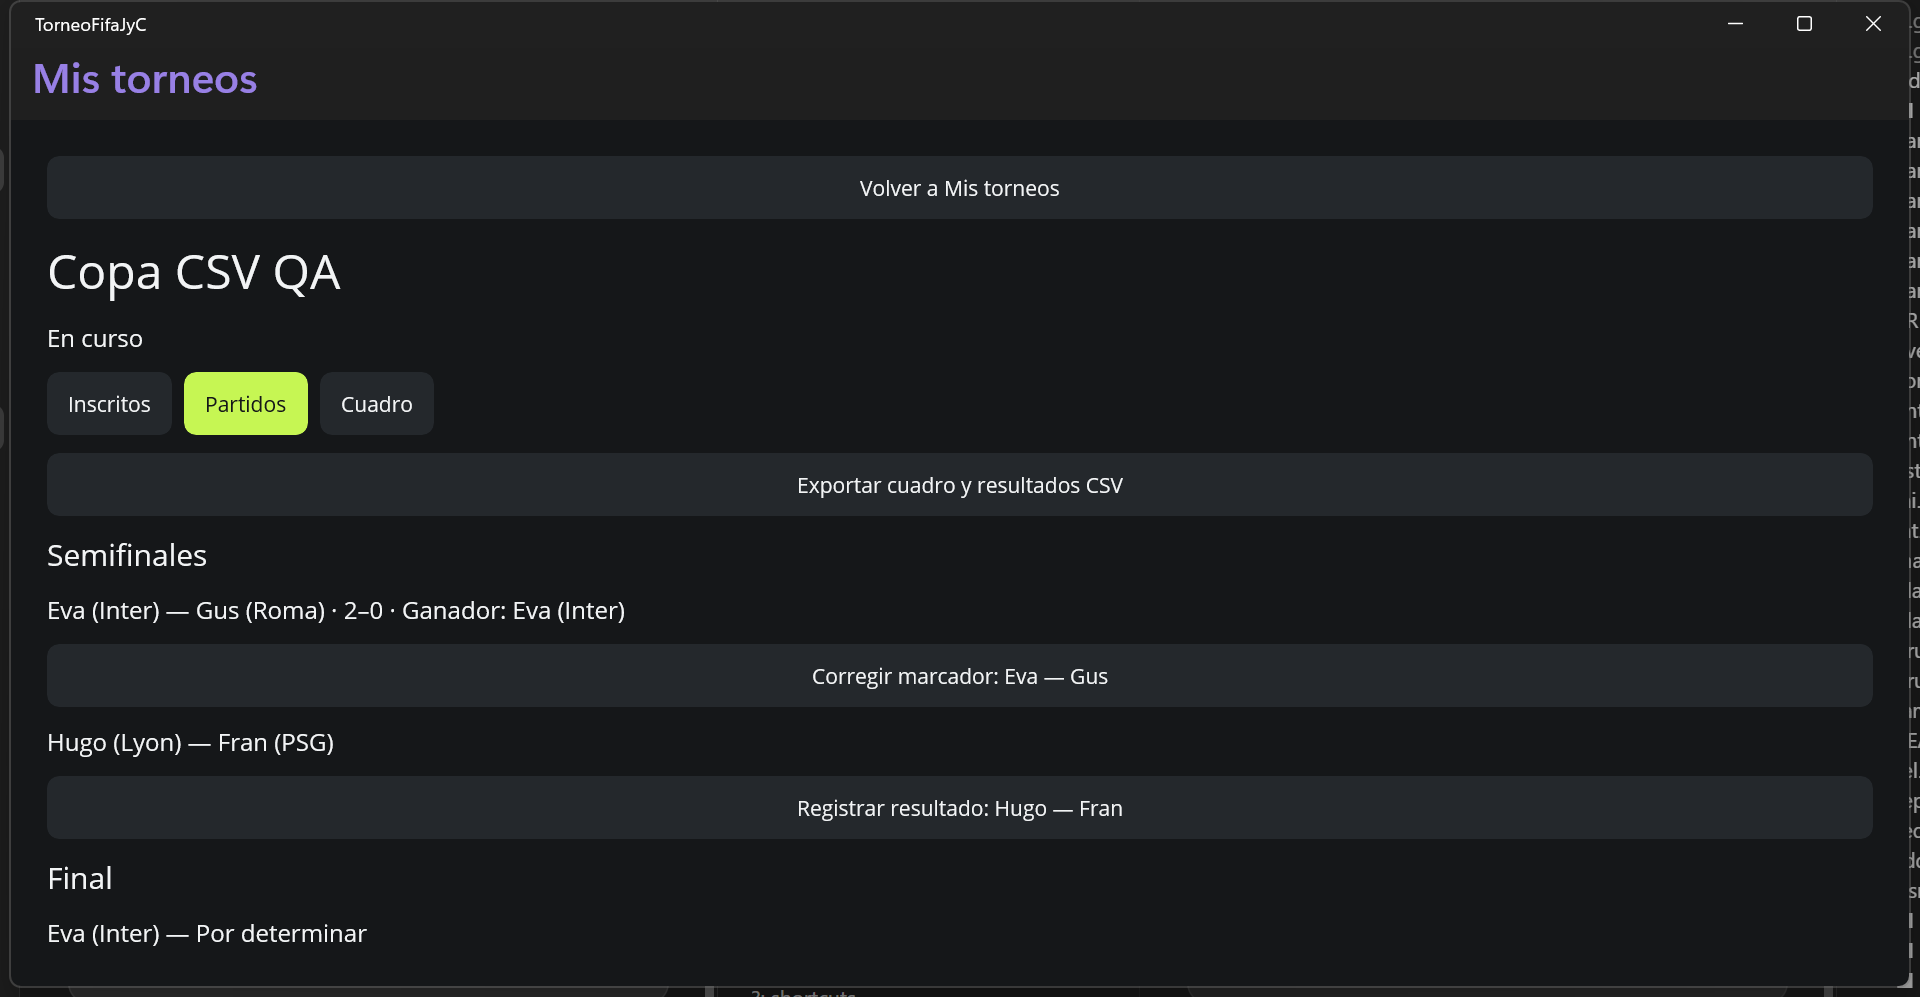 TorneoFifaJyC
Mis torneos
Volver a Mis torneos
Copa CSV QA
En curso
Inscritos
Partidos
Cuadro
Exportar cuadro y resultados CSV
Semifinales
Eva (Inter) — Gus (Roma) · 2–0 · Ganador: Eva (Inter)
Corregir marcador: Eva — Gus
Hugo (Lyon) — Fran (PSG)
Registrar resultado: Hugo — Fran
Final
Eva (Inter) — Por determinar